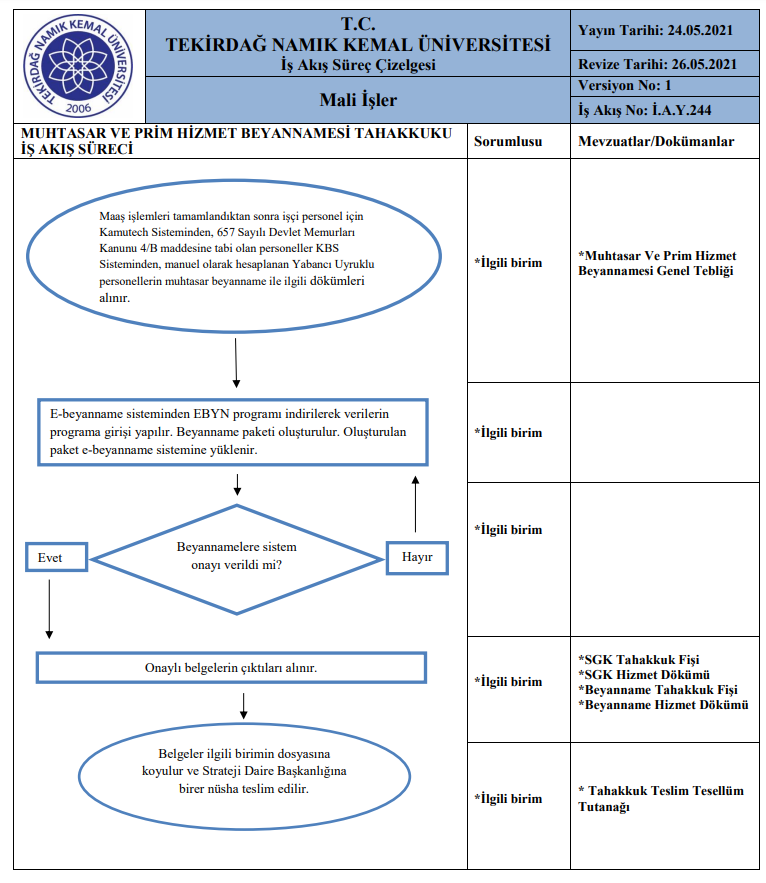 TEKİRDAĞ NAMIK KEMAL ÜNİVERSİTESİ
2006
T.C.
TEKİRDAĞ NAMIK KEMAL ÜNİVERSİTESİ
İş Akış Süreç Çizelgesi
Mali İşler
Yayın Tarihi: 24.05.2021
Revize Tarihi: 26.05.2021
Versiyon No: 1
İş Akış No: İ.A.Y.244
MUHTASAR VE PRİM HİZMET BEYANNAMESİ TAHAKKUKU
İŞ AKIŞ SÜRECİ
Sorumlusu
Mevzuatlar/Dokümanlar
Maaş işlemleri tamamlandıktan sonra işçi personel için
Kamutech Sisteminden, 657 Sayılı Devlet Memurları
Kanunu 4/B maddesine tabi olan personeller KBS
Sisteminden, manuel olarak hesaplanan Yabancı Uyruklu
personellerin muhtasar beyanname ile ilgili dökümleri
alınır.
*İlgili birim
*Muhtasar Ve Prim Hizmet
Beyannamesi Genel Tebliği
E-beyanname sisteminden EBYN programı indirilerek verilerin
programa girişi yapılır. Beyanname paketi oluşturulur. Oluşturulan
paket e-beyanname sistemine yüklenir.
*İlgili birim
Beyannamelere sistem
onayı verildi mi?
Evet
Hayır
*İlgili birim
Onaylı belgelerin çıktıları alınır.
*İlgili birim
*SGK Tahakkuk Fişi
*SGK Hizmet Dökümü
*Beyanname Tahakkuk Fişi
*Beyanname Hizmet Dökümü
Belgeler ilgili birimin dosyasına
koyulur ve Strateji Daire Başkanlığına
birer nüsha teslim edilir.
*İlgili birim
* Tahakkuk Teslim Tesellüm
Tutanağı